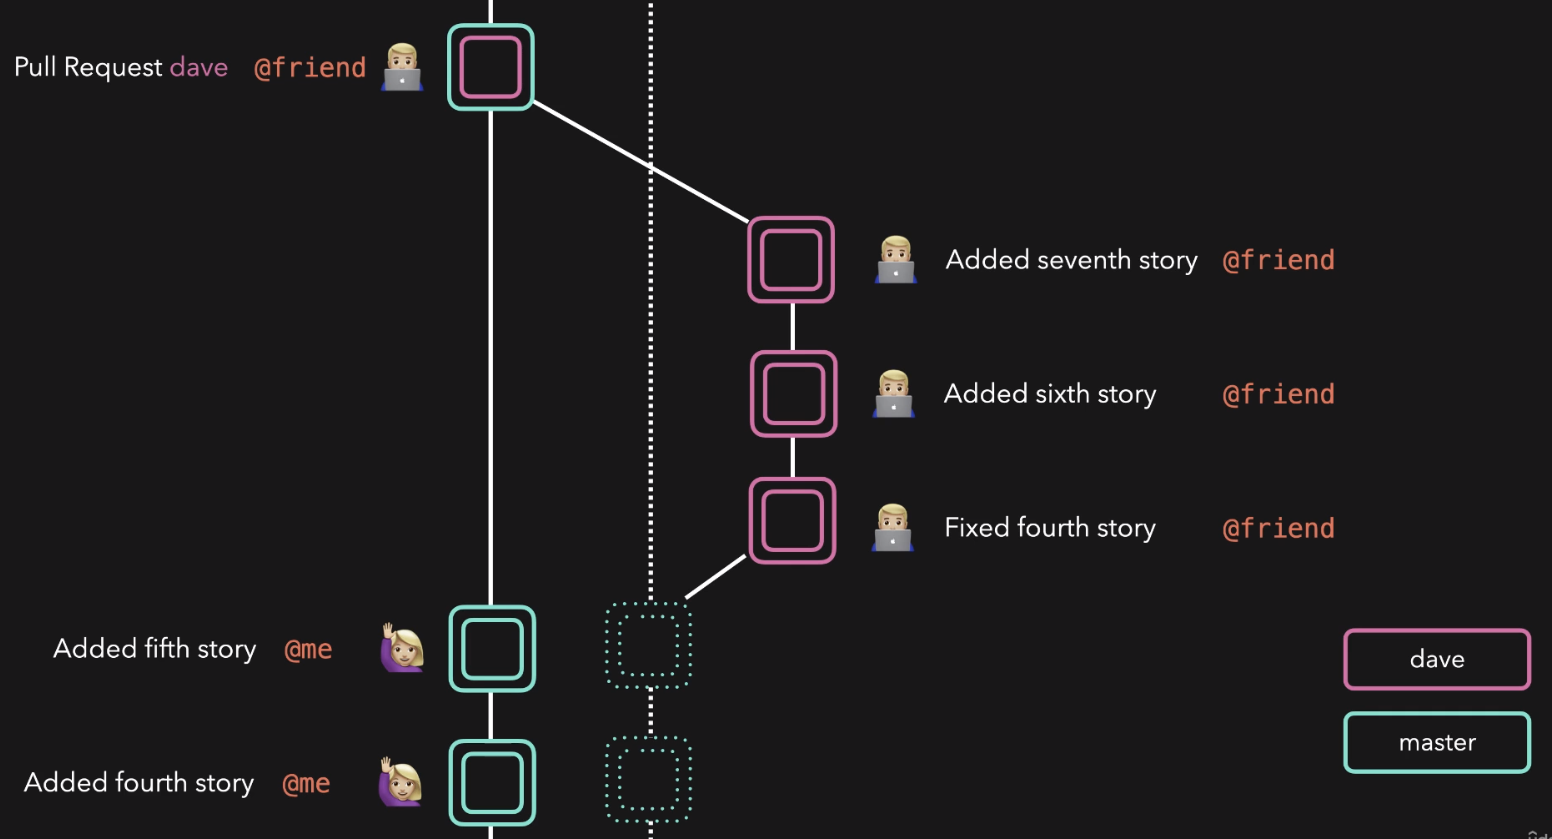 Pull Request dave @friend
Added seventh story @friend
Added sixth story @friend
Fixed fourth story @friend
Added fifth story @me
dave
master
Added fourth story @me